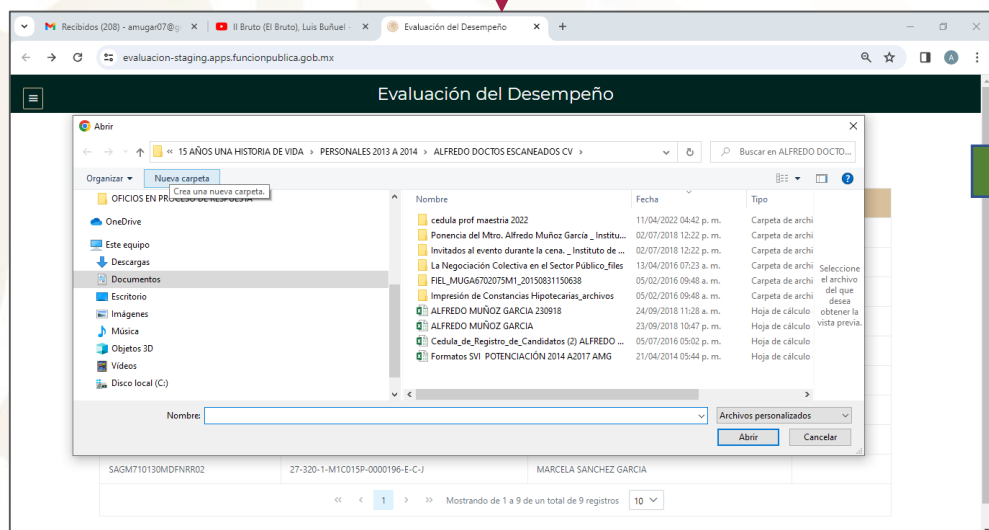 Recibidos (208) - amugar07@g
Il Bruto (El Bruto), Luis Buñuel -
Evaluación del Desempeño
evaluacion-staging.apps.funcionpublica.gob.mx
A
Evaluación del Desempeño
Abrir
« 15 AÑOS UNA HISTORIA DE VIDA > PERSONALES 2013 A 2014 > ALFREDO DOCTOS ESCANEADOS CV >
Buscar en ALFREDO DOCTO...
Organizar
Nueva carpeta
Crea una nueva carpeta.
OFICIOS EN PROCESO DE RESPUESTA
OneDrive
Este equipo
Descargas
Documentos
Escritorio
Imágenes
Música
Objetos 3D
Vídeos
Disco local (C:)
Nombre Fecha Tipo
cedula prof maestria 2022 11/04/2022 04:42 p. m. Carpeta de archi
Ponencia del Mtro. Alfredo Muñoz García _ Institu... 02/07/2018 12:22 p. m. Carpeta de archi
Invitados al evento durante la cena. _ Instituto de ... 02/07/2018 12:22 p. m. Carpeta de archi
La Negociación Colectiva en el Sector Público_files 13/04/2016 07:23 a. m. Carpeta de archi
FIEL_MUGA6702075M1_20150831150638 05/02/2016 09:48 a. m. Carpeta de archi
Impresión de Constancias Hipotecarias_archivos 05/02/2016 09:48 a. m. Carpeta de archi
ALFREDO MUÑOZ GARCIA 230918 24/09/2018 11:28 a. m. Hoja de cálculo
ALFREDO MUÑOZ GARCIA 23/09/2018 10:47 p. m. Hoja de cálculo
Cedula_de_Registro_de_Candidatos (2) ALFREDO ... 05/07/2016 05:02 p. m. Hoja de cálculo
Formatos SVI POTENCIACIÓN 2014 A2017 AMG 21/04/2014 05:44 p. m. Hoja de cálculo
Seleccione
el archivo
del que
desea
obtener la
vista previa.
Nombre:
Archivos personalizados
Abrir
Cancelar
SAGM710130MDFNRR02 27-320-1-M1C015P-0000196-E-C-J MARCELA SANCHEZ GARCIA
« < 1 > » Mostrando de 1 a 9 de un total de 9 registros 10